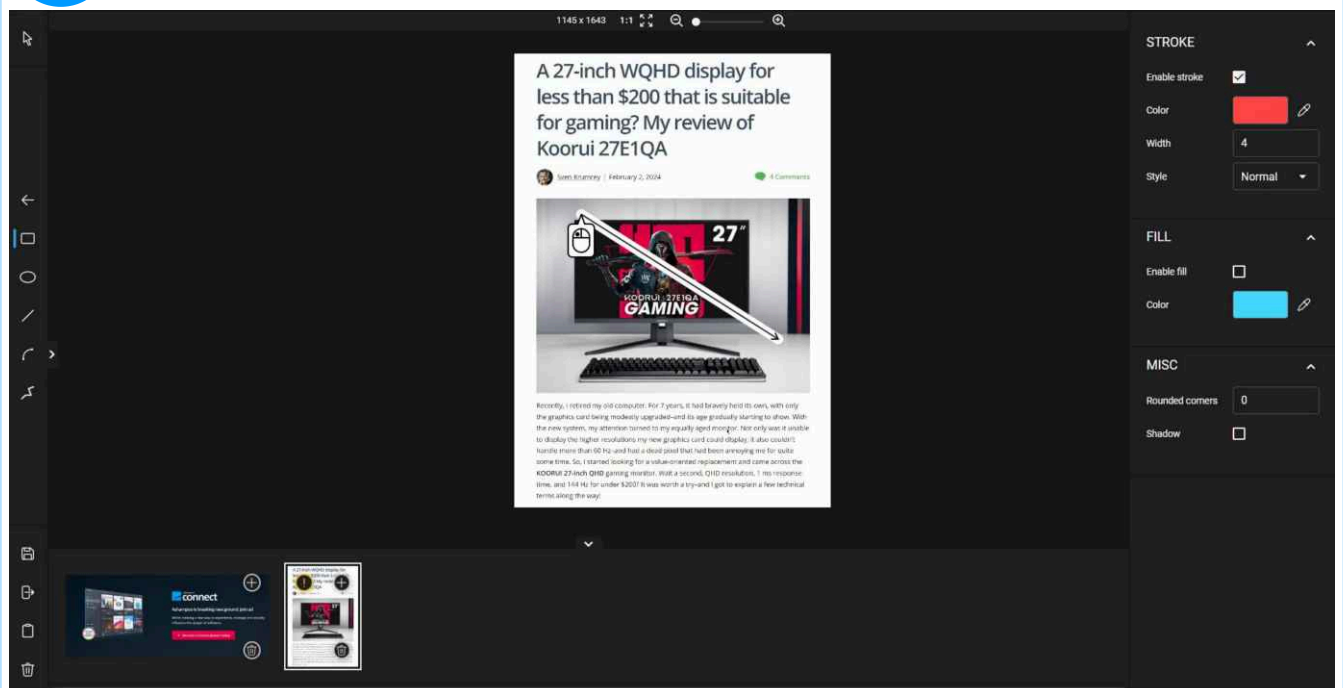 1145 x 1643 1:1
STROKE
Enable stroke
Color
Width 4
Style Normal
FILL
Enable fill
Color
MISC
Rounded corners 0
Shadow
A 27-inch WQHD display for
less than $200 that is suitable
for gaming? My review of
Koorui 27E1QA
Sven Krumrey | February 2, 2024
4 Comments
27"
KOORUI 27E1QA
GAMING
Recently, I retired my old computer. For 7 years, it had bravely held its own, with only
the graphics card being modestly upgraded–and its age gradually starting to show. With
the new system, my attention turned to my equally aged monitor. Not only was it unable
to display the higher resolutions my new graphics card could display, it also couldn't
handle more than 60 Hz–and had a dead pixel that had been annoying me for quite
some time. So, I started looking for a value-oriented replacement and came across the
KOORUI 27-inch QHD gaming monitor. Wait a second, QHD resolution, 1 ms response
time, and 144 Hz for under $200? It was worth a try–and I got to explain a few technical
terms along the way!
connect